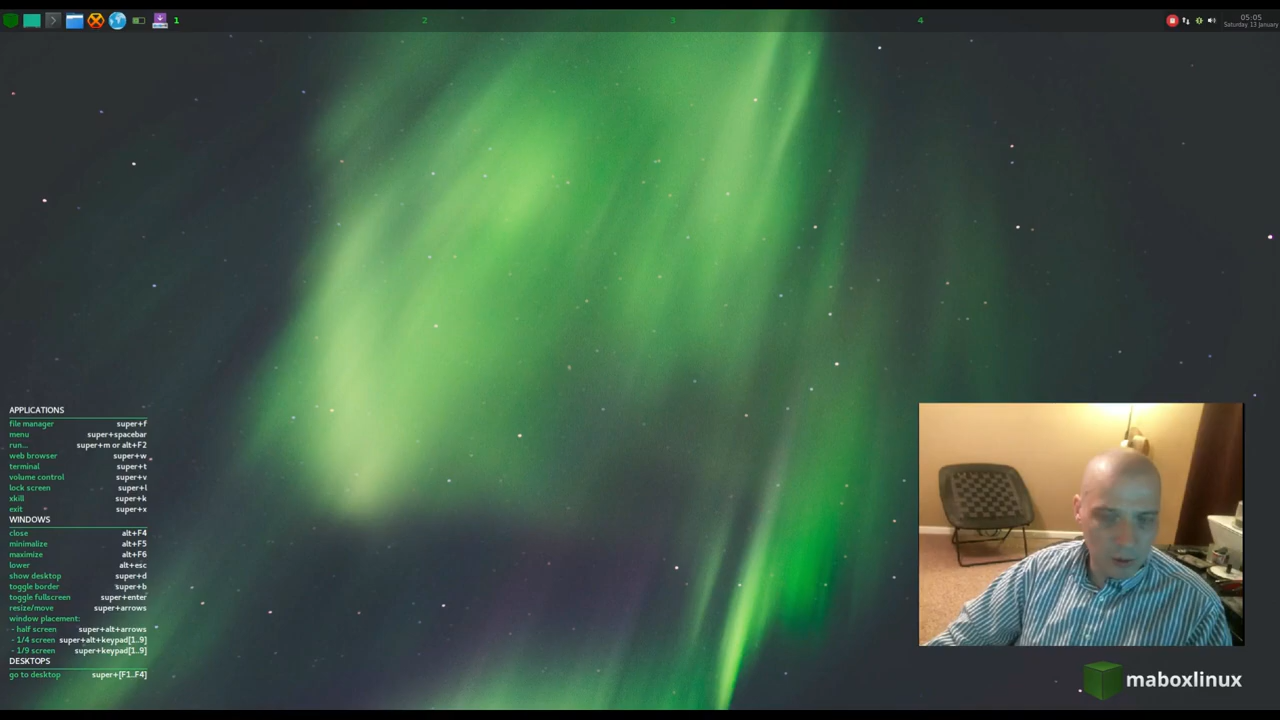 1
2
3
4
05:05
Saturday, 13 January
APPLICATIONS
file manager super+f
menu super+spacebar
run... super+m or alt+F2
web browser super+w
terminal super+t
volume control super+v
lock screen super+l
xkill super+k
exit super+x
WINDOWS
close alt+F4
minimalize alt+F5
maximize alt+F6
lower alt+esc
show desktop super+d
toggle border super+b
toggle fullscreen super+enter
resize/move super+arrows
window placement:
- half screen super+alt+arrows
- 1/4 screen super+alt+keypad[1..9]
- 1/9 screen super+keypad[1..9]
DESKTOPS
go to desktop super+[F1..F4]
maboxlinux